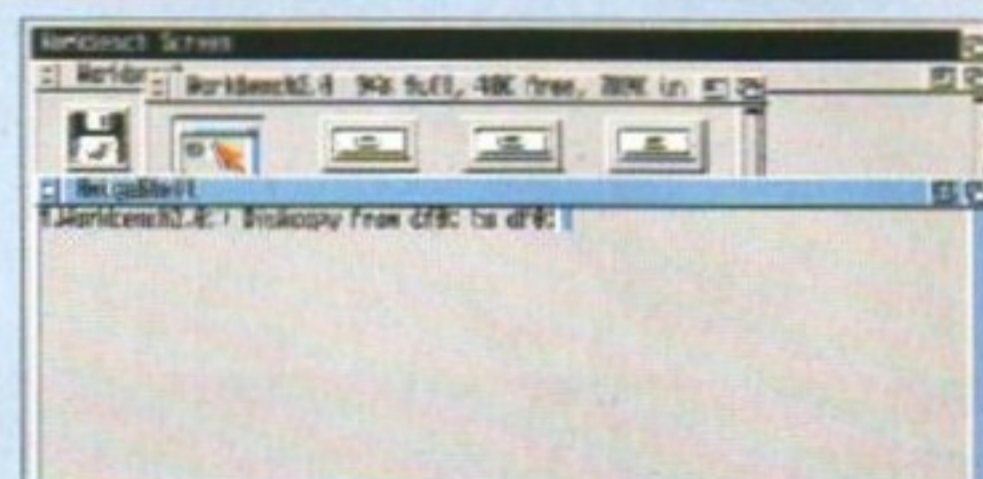 Workbench Screen
Workbench
Workbench2.0 94% full, 48K free, 789K in
AmigaShell
1.Workbench2.0:> Diskcopy from df0: to df0: